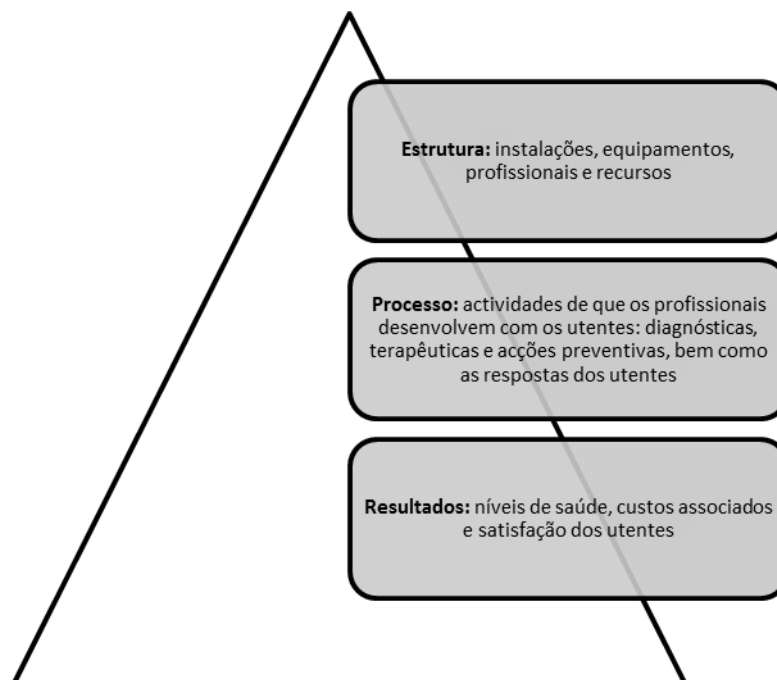 Estrutura: instalações, equipamentos,
profissionais e recursos
Processo: actividades de que os profissionais
desenvolvem com os utentes: diagnósticas,
terapêuticas e acções preventivas, bem como
as respostas dos utentes
Resultados: níveis de saúde, custos associados
e satisfação dos utentes